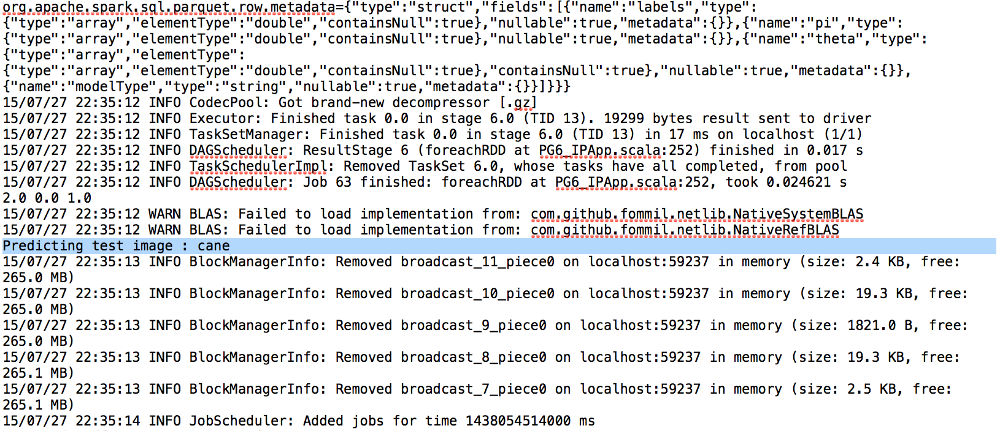 org.apache.spark.sql.parquet.row.metadata={"type":"struct","fields":[{"name":"labels","type":
{"type":"array","elementType":"double","containsNull":true},"nullable":true,"metadata":{}},{"name":"pi","type":
{"type":"array","elementType":"double","containsNull":true},"nullable":true,"metadata":{}},{"name":"theta","type":
{"type":"array","elementType":
{"type":"array","elementType":"double","containsNull":true},"containsNull":true},"nullable":true,"metadata":{}},
{"name":"modelType","type":"string","nullable":true,"metadata":{}}]}}}
15/07/27 22:35:12 INFO CodecPool: Got brand-new decompressor [.gz]
15/07/27 22:35:12 INFO Executor: Finished task 0.0 in stage 6.0 (TID 13). 19299 bytes result sent to driver
15/07/27 22:35:12 INFO TaskSetManager: Finished task 0.0 in stage 6.0 (TID 13) in 17 ms on localhost (1/1)
15/07/27 22:35:12 INFO DAGScheduler: ResultStage 6 (foreachRDD at PG6_IPApp.scala:252) finished in 0.017 s
15/07/27 22:35:12 INFO TaskSchedulerImpl: Removed TaskSet 6.0, whose tasks have all completed, from pool
15/07/27 22:35:12 INFO DAGScheduler: Job 63 finished: foreachRDD at PG6_IPApp.scala:252, took 0.024621 s
2.0 0.0 1.0
15/07/27 22:35:12 WARN BLAS: Failed to load implementation from: com.github.fommil.netlib.NativeSystemBLAS
15/07/27 22:35:12 WARN BLAS: Failed to load implementation from: com.github.fommil.netlib.NativeRefBLAS
Predicting test image : cane
15/07/27 22:35:13 INFO BlockManagerInfo: Removed broadcast_11_piece0 on localhost:59237 in memory (size: 2.4 KB, free:
265.0 MB)
15/07/27 22:35:13 INFO BlockManagerInfo: Removed broadcast_10_piece0 on localhost:59237 in memory (size: 19.3 KB, free:
265.0 MB)
15/07/27 22:35:13 INFO BlockManagerInfo: Removed broadcast_9_piece0 on localhost:59237 in memory (size: 1821.0 B, free:
265.0 MB)
15/07/27 22:35:13 INFO BlockManagerInfo: Removed broadcast_8_piece0 on localhost:59237 in memory (size: 19.3 KB, free:
265.1 MB)
15/07/27 22:35:13 INFO BlockManagerInfo: Removed broadcast_7_piece0 on localhost:59237 in memory (size: 2.5 KB, free:
265.1 MB)
15/07/27 22:35:14 INFO JobScheduler: Added jobs for time 1438054514000 ms